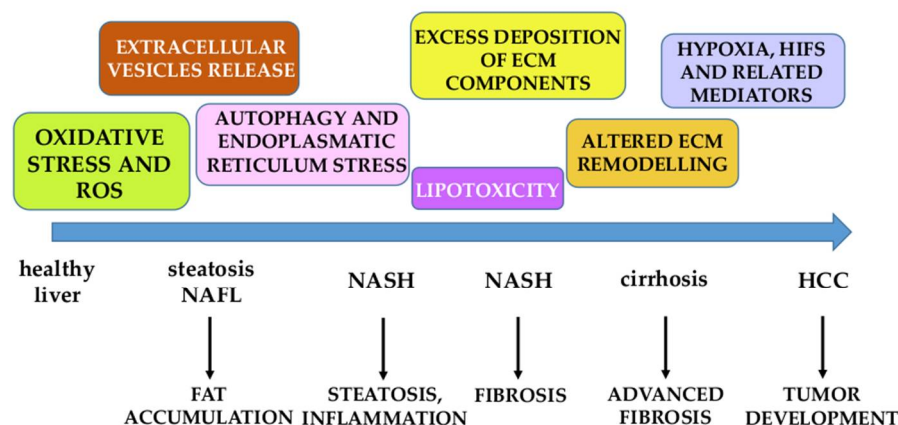 EXTRACELLULAR
VESICLES RELEASE
EXCESS DEPOSITION
OF ECM
COMPONENTS
HYPOXIA, HIFS
AND RELATED
MEDIATORS
OXIDATIVE
STRESS AND
ROS
AUTOPHAGY AND
ENDOPLASMATIC
RETICULUM STRESS
LIPOTOXICITY
ALTERED ECM
REMODELLING
healthy
liver
steatosis
NAFL
NASH
NASH
cirrhosis
HCC
FAT
ACCUMULATION
STEATOSIS,
INFLAMMATION
FIBROSIS
ADVANCED
FIBROSIS
TUMOR
DEVELOPMENT